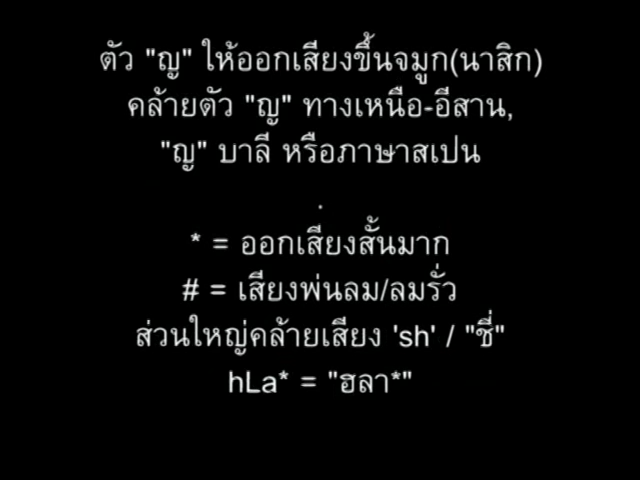 ตัว "ญ" ให้ออกเสียงขึ้นจมูก(นาสิก)
คล้ายตัว "ญ" ทางเหนือ-อีสาน,
"ญ" บาลี หรือภาษาสเปน
.
* = ออกเสียงสั้นมาก
# = เสียงพ่นลม/ลมรั่ว
ส่วนใหญ่คล้ายเสียง 'sh' / "ชี่"
hLa* = "ฮลา*"